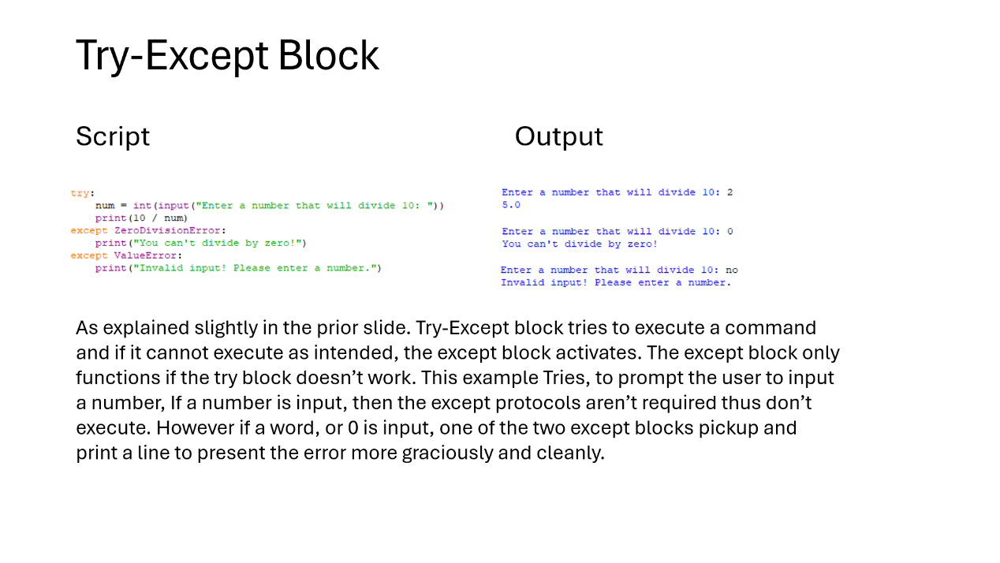 Try-Except Block
Script
try:
    num = int(input("Enter a number that will divide 10: "))
    print(10 / num)
except ZeroDivisionError:
    print("You can't divide by zero!")
except ValueError:
    print("Invalid input! Please enter a number.")
Output
Enter a number that will divide 10: 2
5.0
Enter a number that will divide 10: 0
You can't divide by zero!
Enter a number that will divide 10: no
Invalid input! Please enter a number.
As explained slightly in the prior slide. Try-Except block tries to execute a command
and if it cannot execute as intended, the except block activates. The except block only
functions if the try block doesn’t work. This example Tries, to prompt the user to input
a number, If a number is input, then the except protocols aren’t required thus don’t
execute. However if a word, or 0 is input, one of the two except blocks pickup and
print a line to present the error more graciously and cleanly.